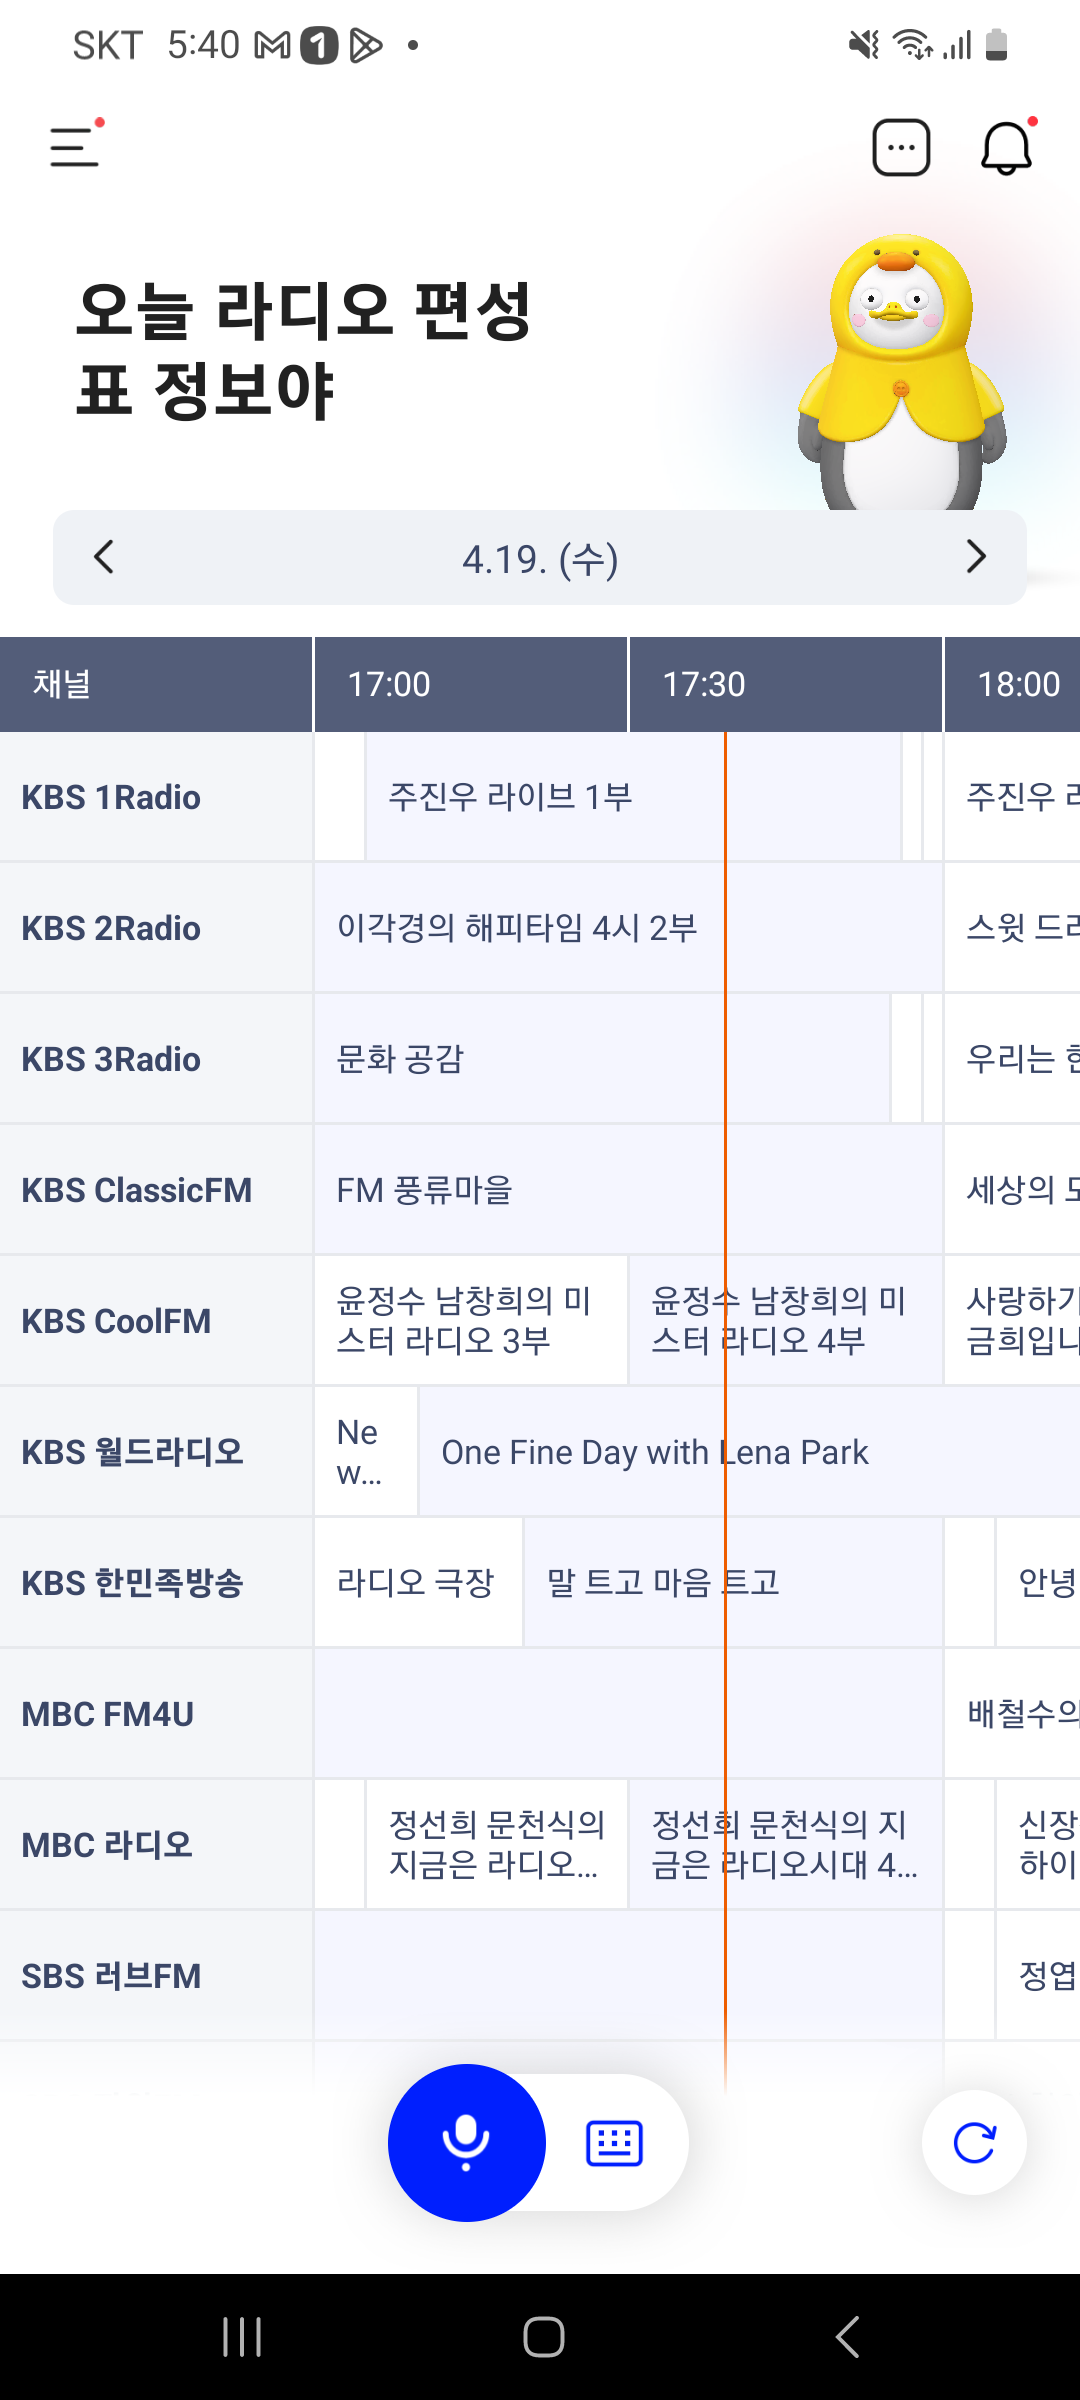 SKT 5:40
오늘 라디오 편성
표 정보야
4.19. (수)
채널 17:00 17:30 18:00
KBS 1Radio 주진우 라이브 1부 주진우
KBS 2Radio 이각경의 해피타임 4시 2부 스윗
KBS 3Radio 문화 공감 우리는
KBS ClassicFM FM 풍류마을 세상의
KBS CoolFM
윤정수 남창희의 미
스터 라디오 3부
윤정수 남창희의 미
스터 라디오 4부
사랑하기
금희입니
KBS 월드라디오
Ne
w...
One Fine Day with Lena Park
KBS 한민족방송 라디오 극장 말 트고 마음 트고 안녕
MBC FM4U 배철수의
MBC 라디오
정선희 문천식의
지금은 라디오...
정선희 문천식의 지
금은 라디오시대 4...
신장
하이
SBS 러브FM 정엽